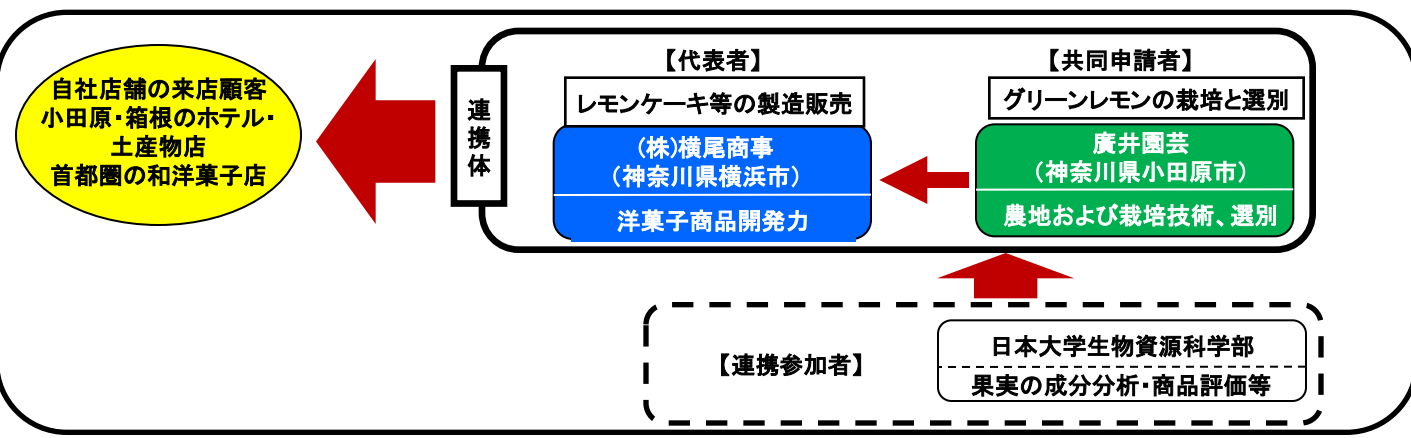 自社店舗の来店顧客
小田原・箱根のホテル・
土産物店
首都圏の和洋菓子店
連携体
【代表者】
レモンケーキ等の製造販売
(株)横尾商事
(神奈川県横浜市)
洋菓子商品開発力
【共同申請者】
グリーンレモンの栽培と選別
廣井園芸
(神奈川県小田原市)
農地および栽培技術、選別
【連携参加者】
日本大学生物資源科学部
果実の成分分析・商品評価等